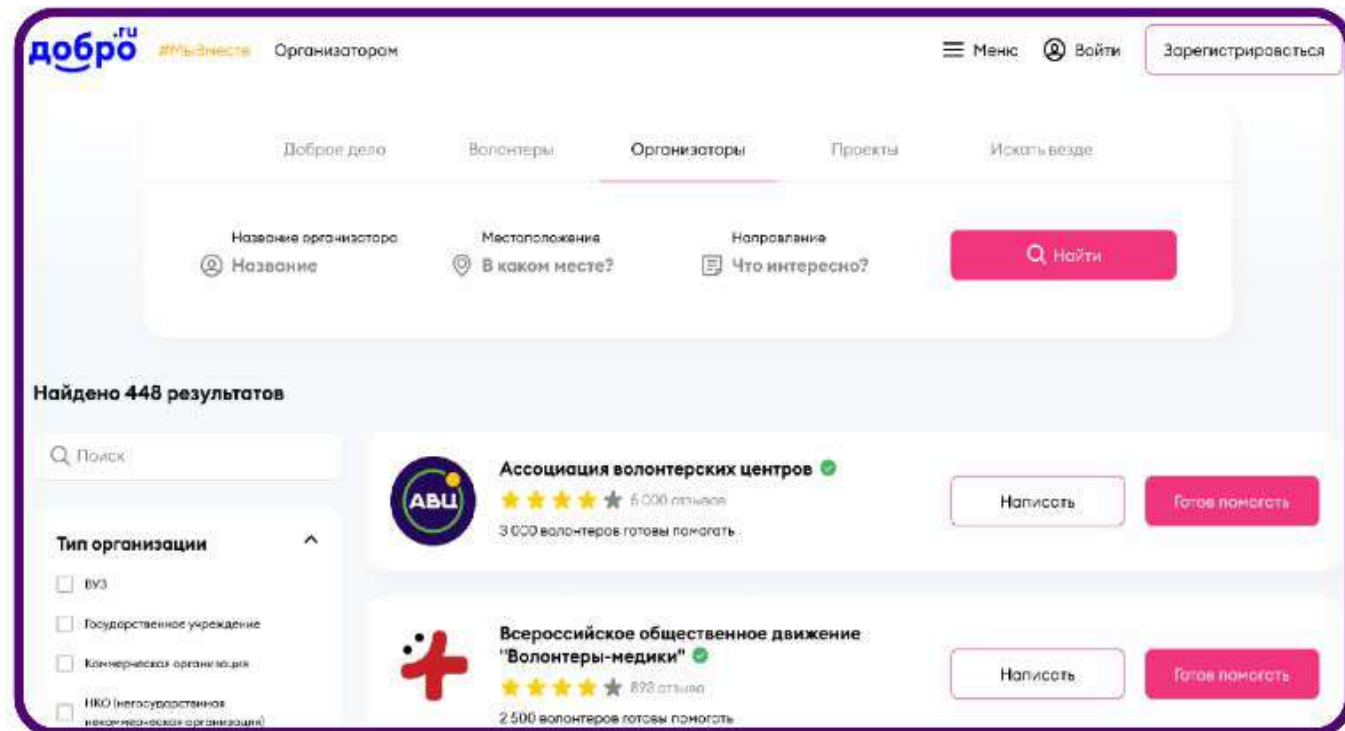 добро.ru #МыВместе Организаторам Меню Войти Зарегистрироваться
Доброе дело Волонтеры Организаторы Проекты Искать везде
Название организатора Местоположение Направление
Название В каком месте? Что интересно? Найти
Найдено 448 результатов
Поиск
Тип организации
ВУЗ
Государственное учреждение
Коммерческая организация
НКО (негосударственная
некоммерческая организация)
Ассоциация волонтерских центров
АВЦ
6 000 отзывов
3 000 волонтеров готовы помогать
Написать Готов помогать
Всероссийское общественное движение
"Волонтеры-медики"
893 отзыва
2 500 волонтеров готовы помогать
Написать Готов помогать